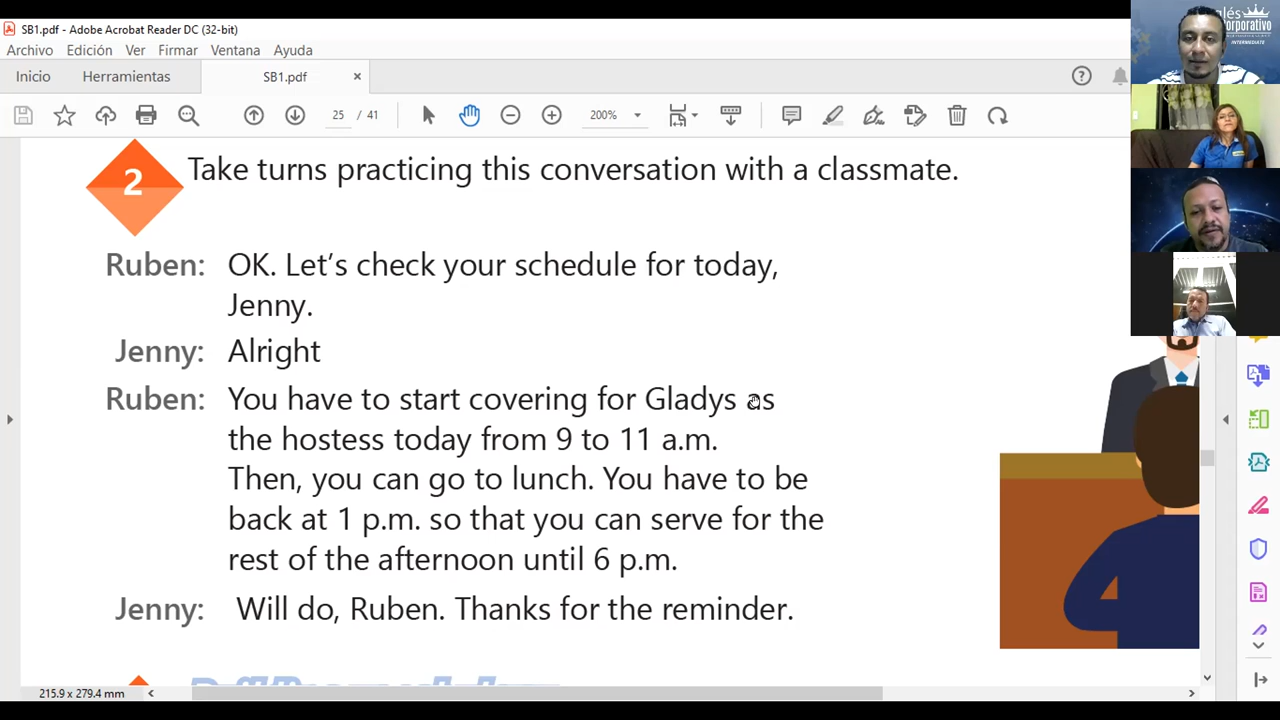 SB1.pdf - Adobe Acrobat Reader DC (32-bit)
Archivo Edición Ver Firmar Ventana Ayuda
Inicio Herramientas SB1.pdf ×
25 / 41 200%
glés
orporativo
INTERMEDIATE
2 Take turns practicing this conversation with a classmate.
Ruben: OK. Let's check your schedule for today,
Jenny.
Jenny: Alright
Ruben: You have to start covering for Gladys as
the hostess today from 9 to 11 a.m.
Then, you can go to lunch. You have to be
back at 1 p.m. so that you can serve for the
rest of the afternoon until 6 p.m.
Jenny: Will do, Ruben. Thanks for the reminder.
215.9 x 279.4 mm